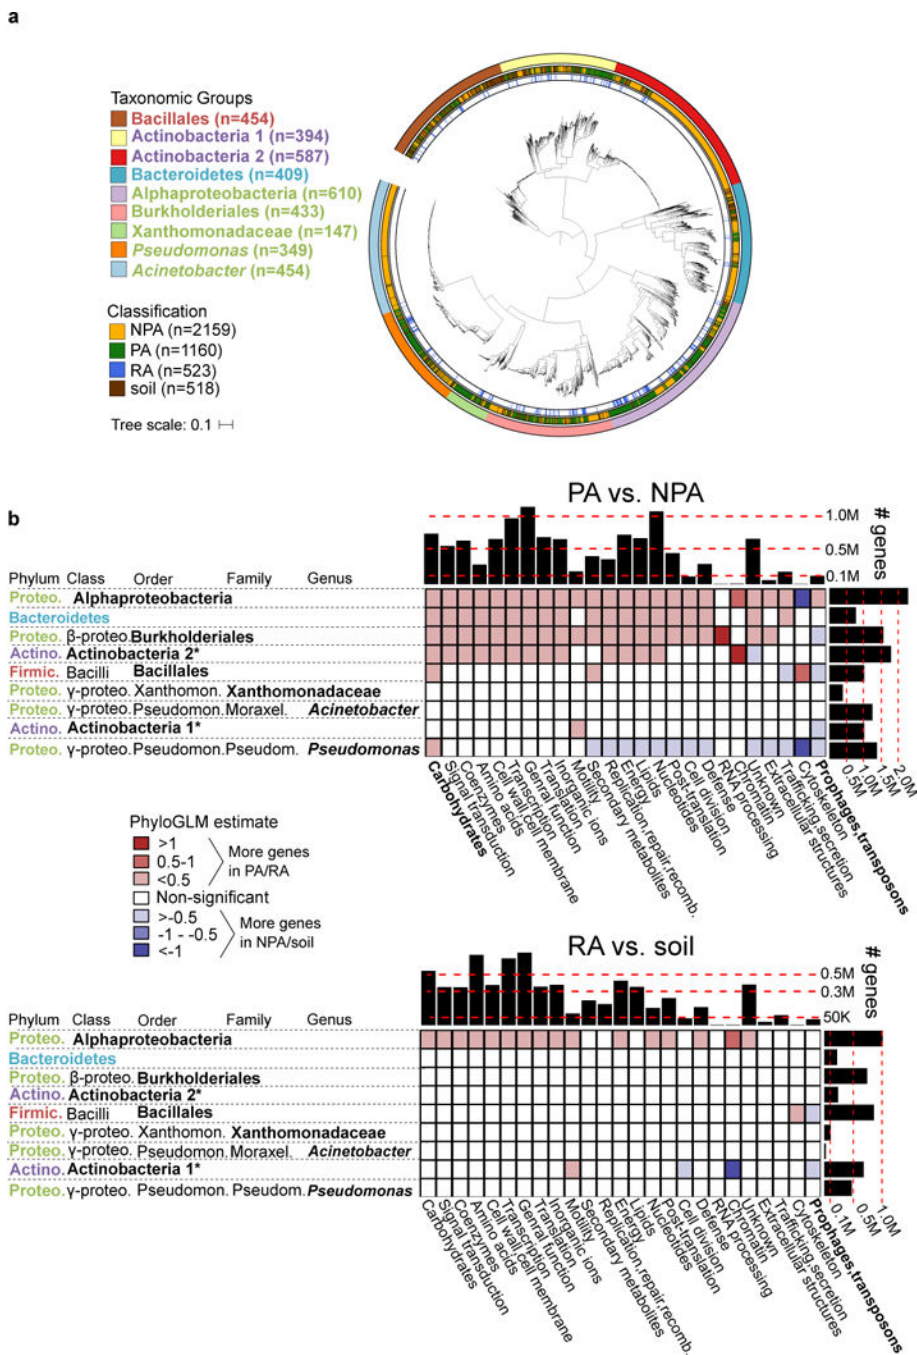 a
Taxonomic Groups
Bacillales (n=454)
Actinobacteria 1 (n=394)
Actinobacteria 2 (n=587)
Bacteroidetes (n=409)
Alphaproteobacteria (n=610)
Burkholderiales (n=433)
Xanthomonadaceae (n=147)
Pseudomonas (n=349)
Acinetobacter (n=454)
Classification
NPA (n=2159)
PA (n=1160)
RA (n=523)
soil (n=518)
Tree scale: 0.1
b
PA vs. NPA
# genes
1.0M
0.5M
0.1M
Phylum Class Order Family Genus
Proteo. Alphaproteobacteria
Bacteroidetes
Proteo. β-proteo. Burkholderiales
Actino. Actinobacteria 2*
Firmic. Bacilli Bacillales
Proteo. γ-proteo. Xanthomon. Xanthomonadaceae
Proteo. γ-proteo. Pseudomon. Moraxel. Acinetobacter
Actino. Actinobacteria 1*
Proteo. γ-proteo. Pseudomon. Pseudom. Pseudomonas
0.5M
1.0M
1.5M
2.0M
Carbohydrates
Signal transduction
Coenzymes
Amino acids
Cell wall,cell membrane
Transcription
Genral function
Translation
Inorganic ions
Motility
Secondary metabolites
Replication,repair,recomb.
Energy
Lipids
Nucleotides
Post-translation
Cell division
Defense
RNA processing
Chromatin
Unknown
Extracellular structures
Trafficking,secretion
Cytoskeleton
Prophages,transposons
PhyloGLM estimate
>1
0.5-1
<0.5
More genes
in PA/RA
Non-significant
>-0.5
-1 - -0.5
<-1
More genes
in NPA/soil
RA vs. soil
# genes
0.5M
0.3M
50K
Phylum Class Order Family Genus
Proteo. Alphaproteobacteria
Bacteroidetes
Proteo. β-proteo. Burkholderiales
Actino. Actinobacteria 2*
Firmic. Bacilli Bacillales
Proteo. γ-proteo. Xanthomon. Xanthomonadaceae
Proteo. γ-proteo. Pseudomon. Moraxel. Acinetobacter
Actino. Actinobacteria 1*
Proteo. γ-proteo. Pseudomon. Pseudom. Pseudomonas
0.1M
0.5M
1.0M
Carbohydrates
Signal transduction
Coenzymes
Amino acids
Cell wall,cell membrane
Transcription
Genral function
Translation
Inorganic ions
Motility
Secondary metabolites
Replication,repair,recomb.
Energy
Lipids
Nucleotides
Post-translation
Cell division
Defense
RNA processing
Chromatin
Unknown
Extracellular structures
Trafficking,secretion
Cytoskeleton
Prophages,transposons